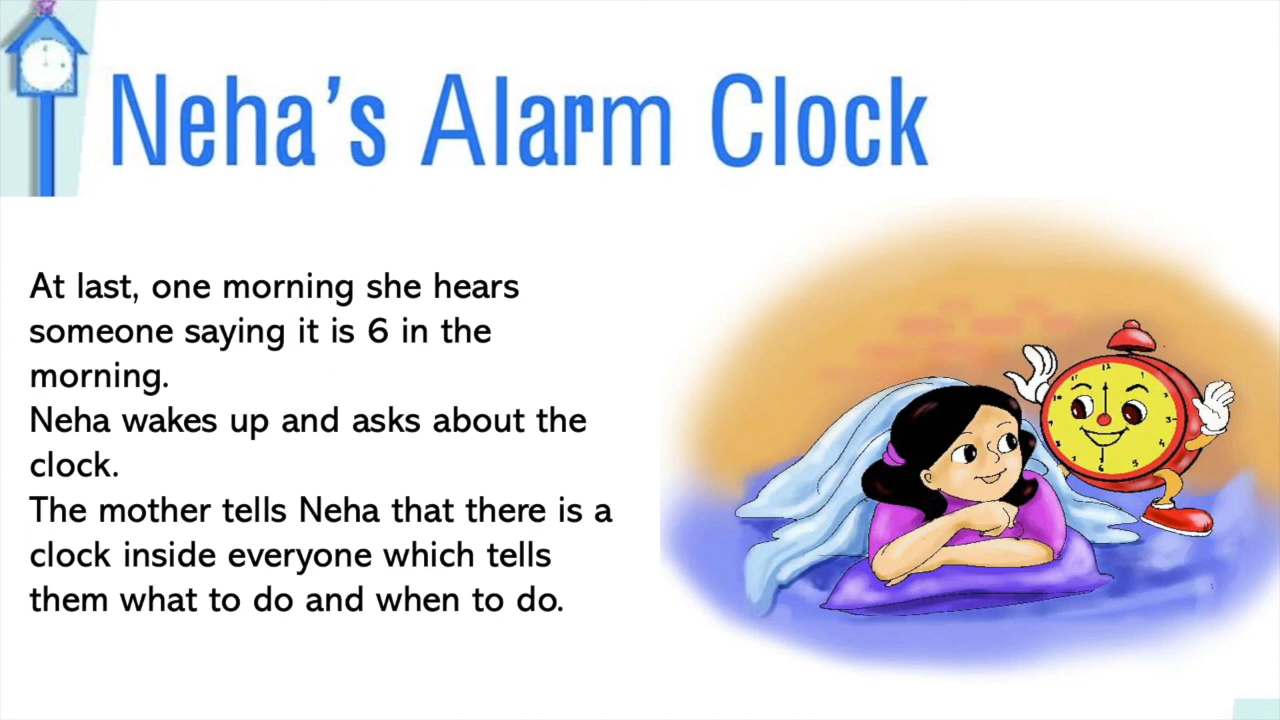 Neha's Alarm Clock
At last, one morning she hears
someone saying it is 6 in the
morning.
Neha wakes up and asks about the
clock.
The mother tells Neha that there is a
clock inside everyone which tells
them what to do and when to do.